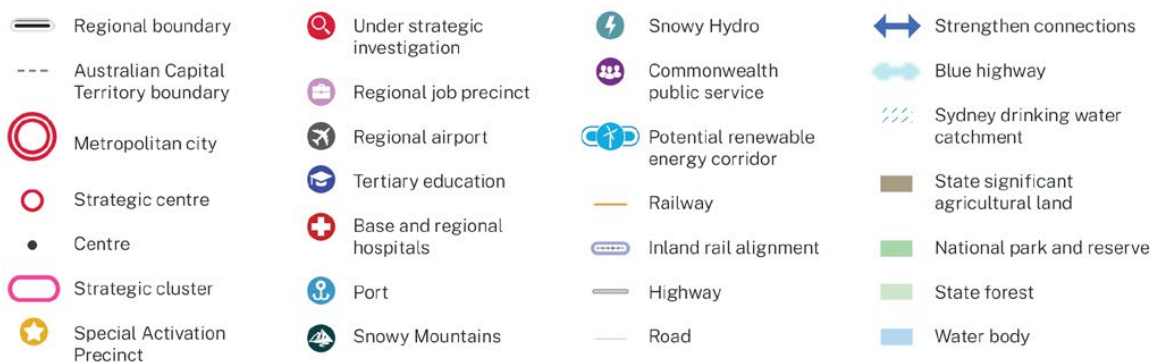 Regional boundary
Australian Capital
Territory boundary
Metropolitan city
Strategic centre
Centre
Strategic cluster
Special Activation
Precinct
Under strategic
investigation
Regional job precinct
Regional airport
Tertiary education
Base and regional
hospitals
Port
Snowy Mountains
Snowy Hydro
Commonwealth
public service
Potential renewable
energy corridor
Railway
Inland rail alignment
Highway
Road
Strengthen connections
Blue highway
Sydney drinking water
catchment
State significant
agricultural land
National park and reserve
State forest
Water body